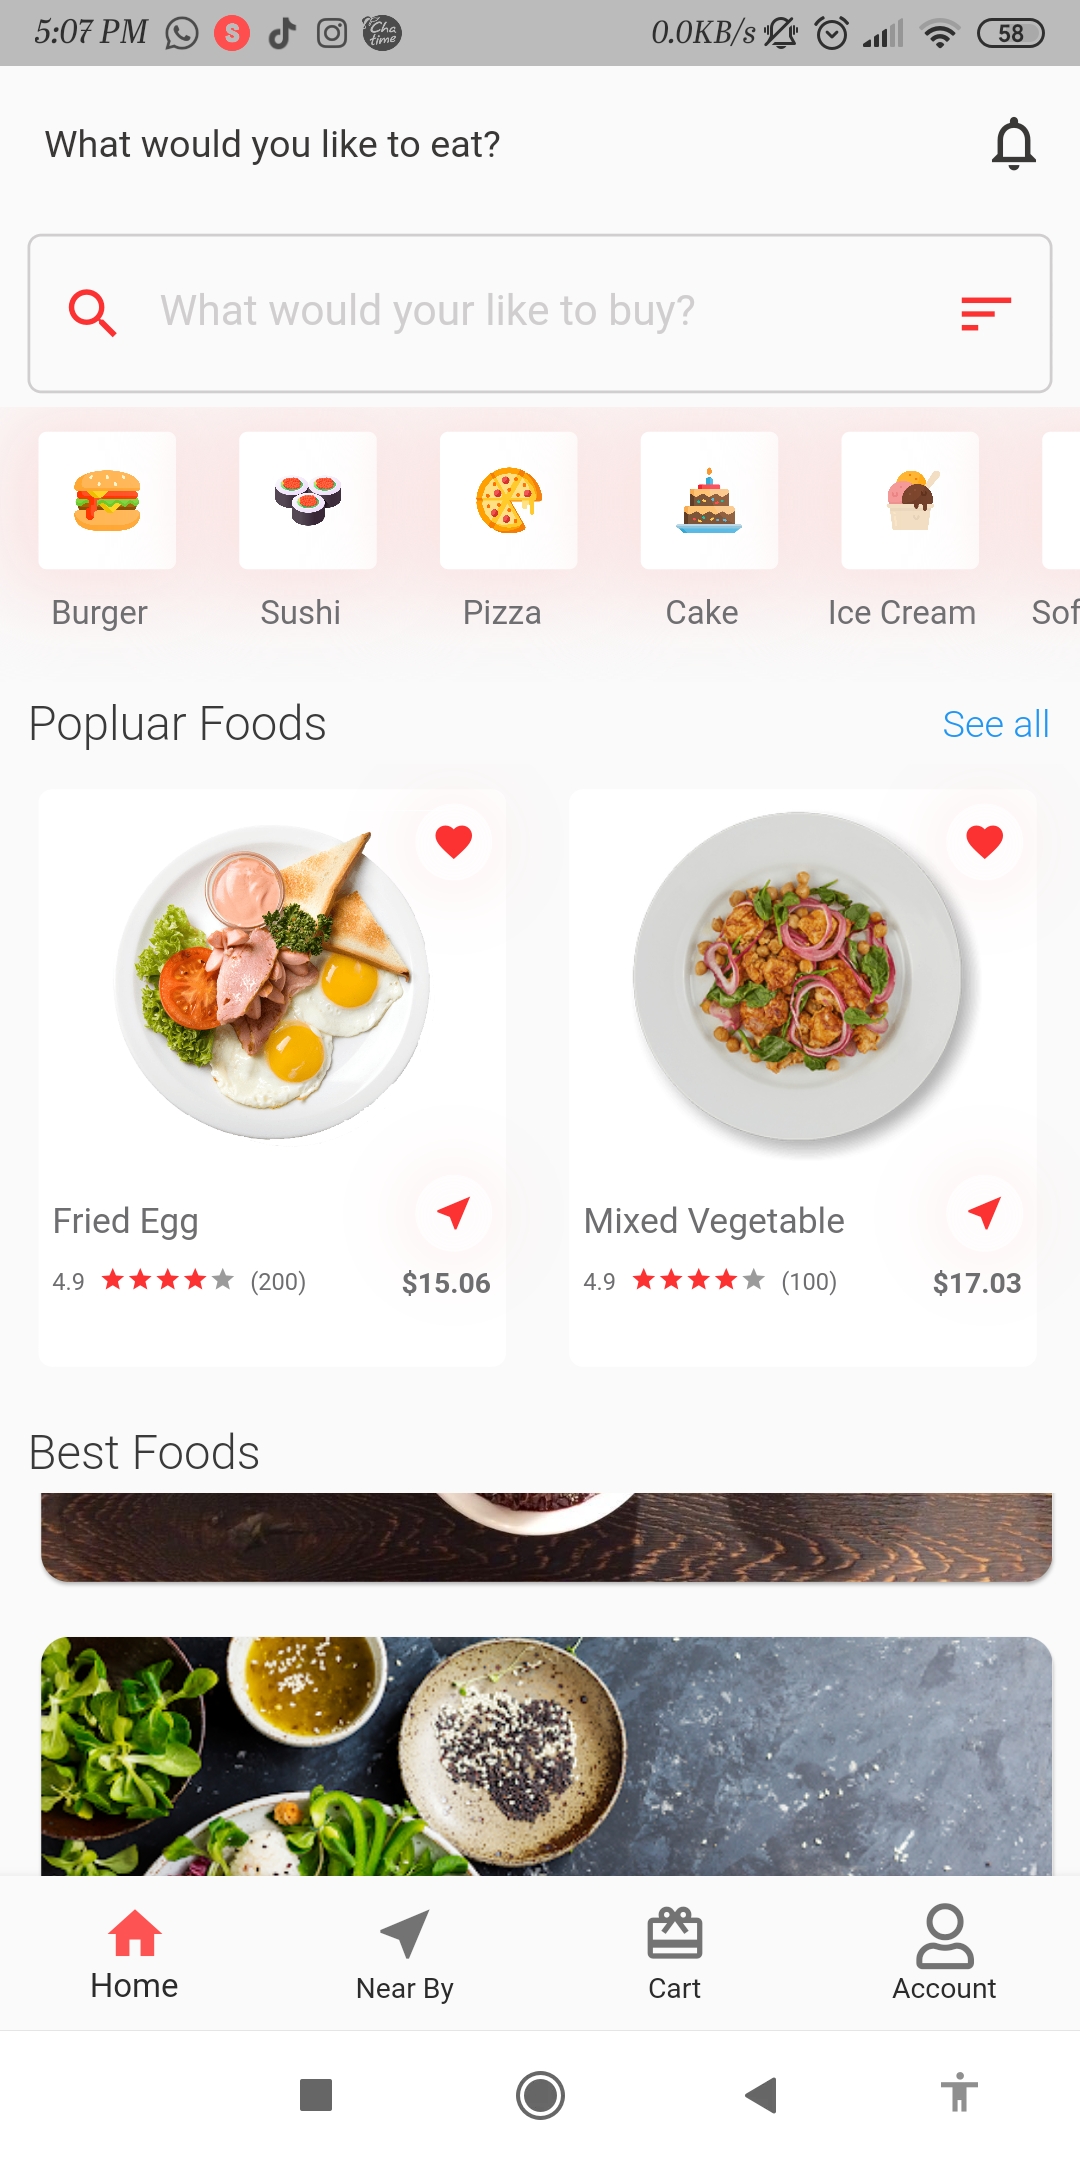 5:07 PM S Cha time 0.0KB/s 58
What would you like to eat?
What would your like to buy?
Burger Sushi Pizza Cake Ice Cream Sof
Popluar Foods See all
Fried Egg Mixed Vegetable
4.9 (200) $15.06 4.9 (100) $17.03
Best Foods
Home Near By Cart Account